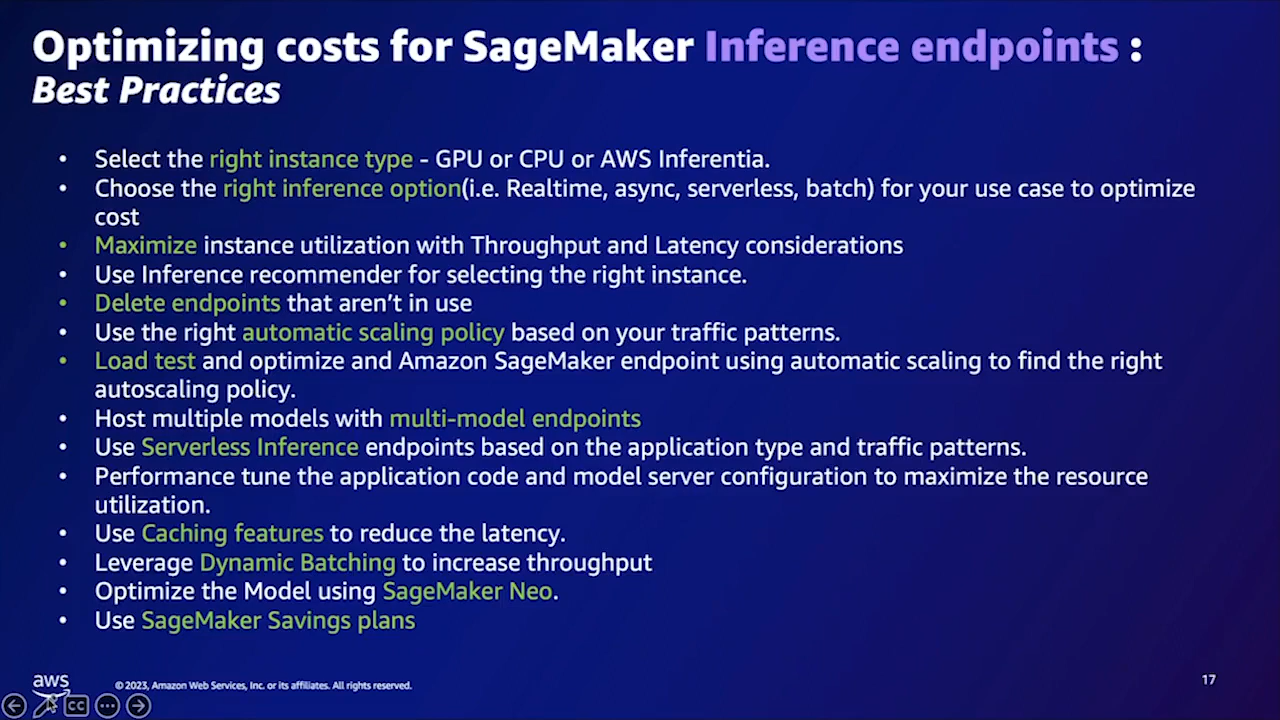 Optimizing costs for SageMaker Inference endpoints :
Best Practices
• Select the right instance type - GPU or CPU or AWS Inferentia.
• Choose the right inference option(i.e. Realtime, async, serverless, batch) for your use case to optimize
cost
• Maximize instance utilization with Throughput and Latency considerations
• Use Inference recommender for selecting the right instance.
• Delete endpoints that aren’t in use
• Use the right automatic scaling policy based on your traffic patterns.
• Load test and optimize and Amazon SageMaker endpoint using automatic scaling to find the right
autoscaling policy.
• Host multiple models with multi-model endpoints
• Use Serverless Inference endpoints based on the application type and traffic patterns.
• Performance tune the application code and model server configuration to maximize the resource
utilization.
• Use Caching features to reduce the latency.
• Leverage Dynamic Batching to increase throughput
• Optimize the Model using SageMaker Neo.
• Use SageMaker Savings plans
aws
© 2023, Amazon Web Services, Inc. or its affiliates. All rights reserved.
17
CC